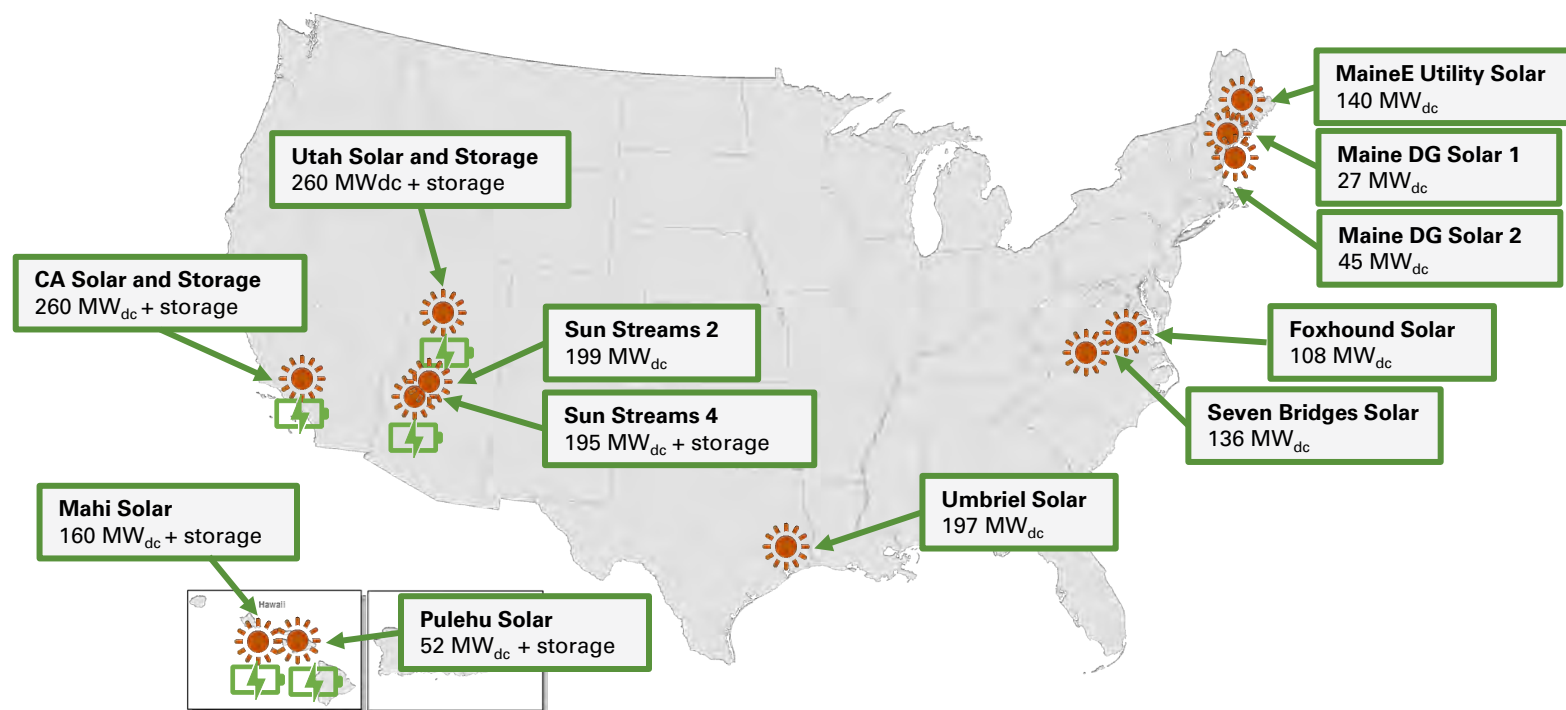 MaineE Utility Solar
140 MWdc
Utah Solar and Storage
260 MWdc + storage
Maine DG Solar 1
27 MWdc
Maine DG Solar 2
45 MWdc
CA Solar and Storage
260 MWdc + storage
Sun Streams 2
199 MWdc
Foxhound Solar
108 MWdc
Sun Streams 4
195 MWdc + storage
Seven Bridges Solar
136 MWdc
Mahi Solar
160 MWdc + storage
Umbriel Solar
197 MWdc
Hawaii
Pulehu Solar
52 MWdc + storage